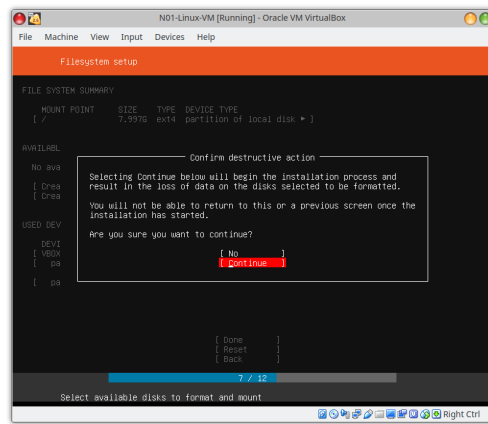 N01-Linux-VM [Running] - Oracle VM VirtualBox
File Machine View Input Devices Help
Filesystem setup
FILE SYSTEM SUMMARY
MOUNT POINT SIZE TYPE DEVICE TYPE
[ / 7.997G ext4 partition of local disk ▸ ]
AVAILABL
No ava
[ Crea
[ Crea
USED DEV
DEVI
[ VBOX
[ pa
[ pa
Confirm destructive action
Selecting Continue below will begin the installation process and
result in the loss of data on the disks selected to be formatted.
You will not be able to return to this or a previous screen once the
installation has started.
Are you sure you want to continue?
[ No ]
[ Continue ]
[ Done ]
[ Reset ]
[ Back ]
7 / 12
Select available disks to format and mount
Right Ctrl